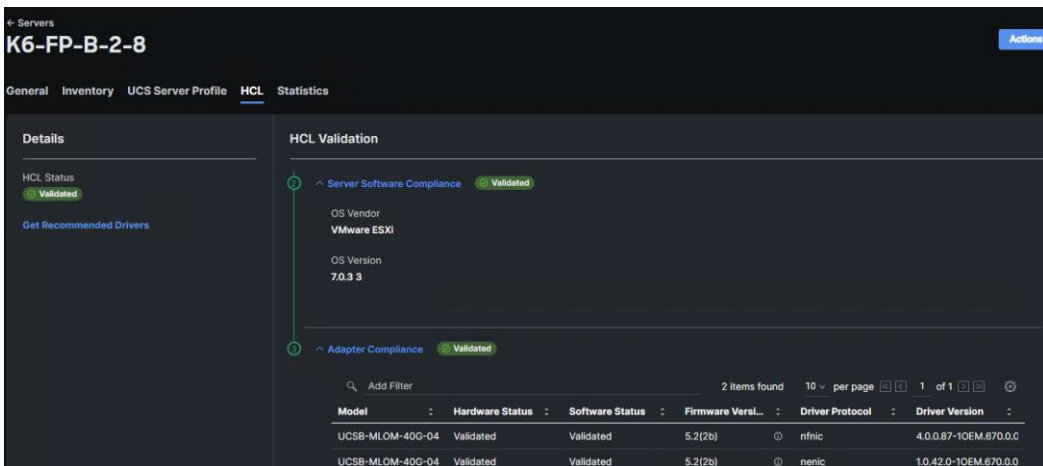 ← Servers
K6-FP-B-2-8
Actions
General Inventory UCS Server Profile HCL Statistics
Details
HCL Status
Validated
Get Recommended Drivers
HCL Validation
2 Server Software Compliance Validated
OS Vendor
VMware ESXi
OS Version
7.0.3 3
3 Adapter Compliance Validated
Add Filter 2 items found 10 per page 1 of 1
Model Hardware Status Software Status Firmware Versi... Driver Protocol Driver Version
UCSB-MLOM-40G-04 Validated Validated 5.2(2b) nfnic 4.0.0.87-1OEM.670.0.0
UCSB-MLOM-40G-04 Validated Validated 5.2(2b) nenic 1.0.42.0-1OEM.670.0.0